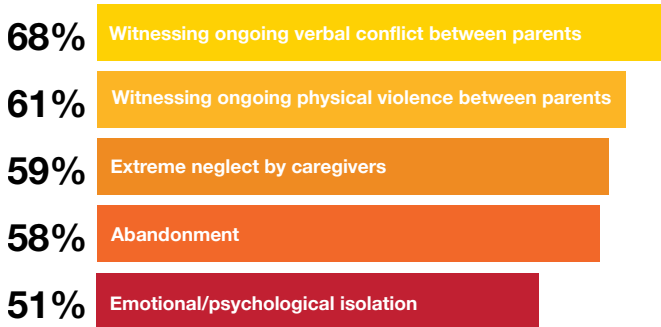 68% Witnessing ongoing verbal conflict between parents
61% Witnessing ongoing physical violence between parents
59% Extreme neglect by caregivers
58% Abandonment
51% Emotional/psychological isolation